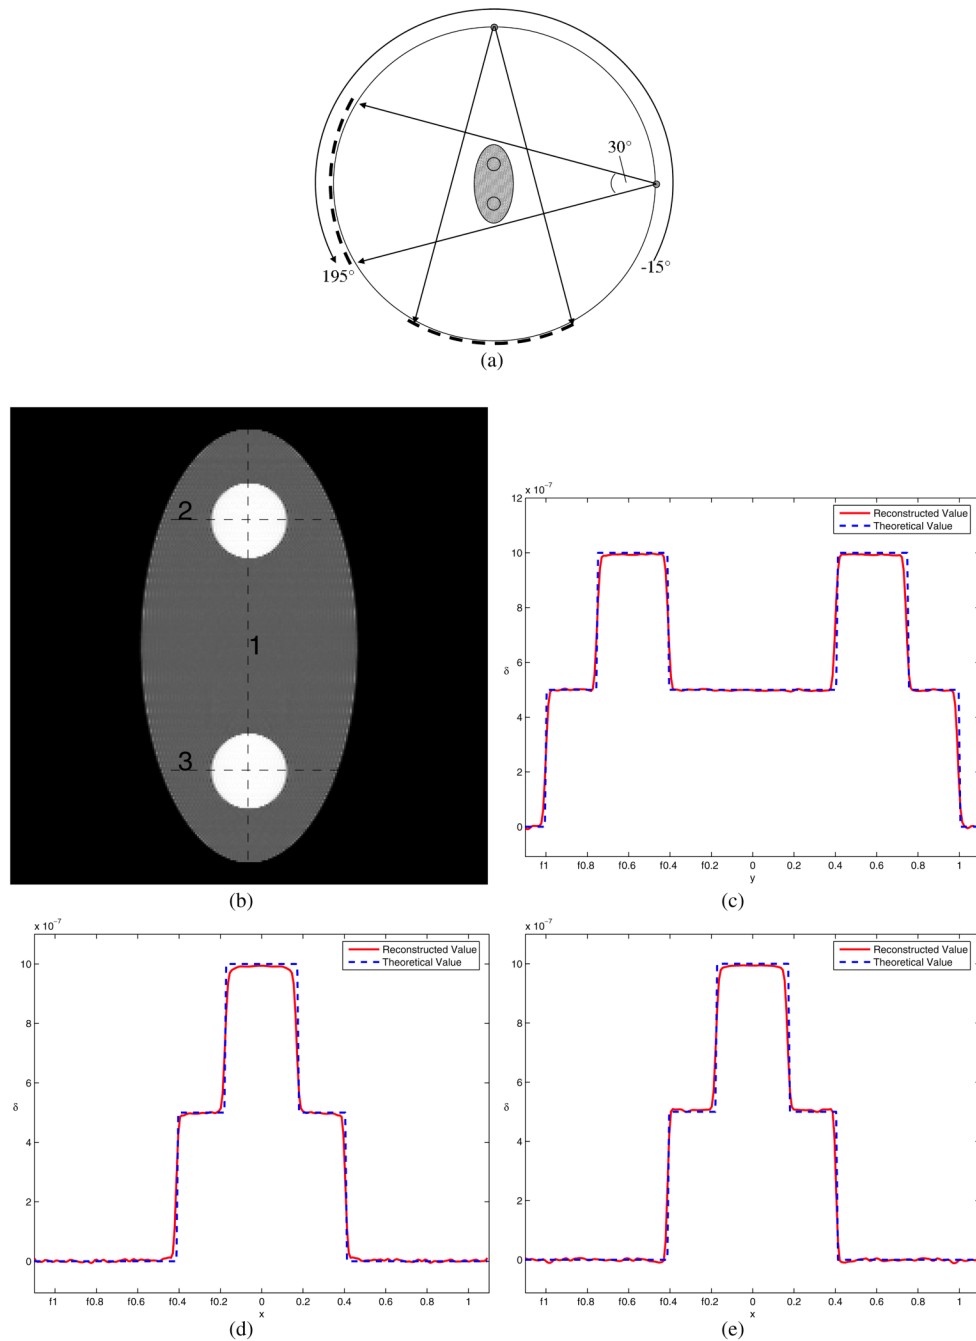 30°
195°
-15°
(a)
2
1
3
(b)
x 10⁻⁷
12
10
8
6
4
2
0
δ
Reconstructed Value
Theoretical Value
f1 f0.8 f0.6 f0.4 f0.2 0 0.2 0.4 0.6 0.8 1
y
(c)
x 10⁻⁷
10
8
6
4
2
0
δ
Reconstructed Value
Theoretical Value
f1 f0.8 f0.6 f0.4 f0.2 0 0.2 0.4 0.6 0.8 1
x
(d)
x 10⁻⁷
10
8
6
4
2
0
δ
Reconstructed Value
Theoretical Value
f1 f0.8 f0.6 f0.4 f0.2 0 0.2 0.4 0.6 0.8 1
x
(e)